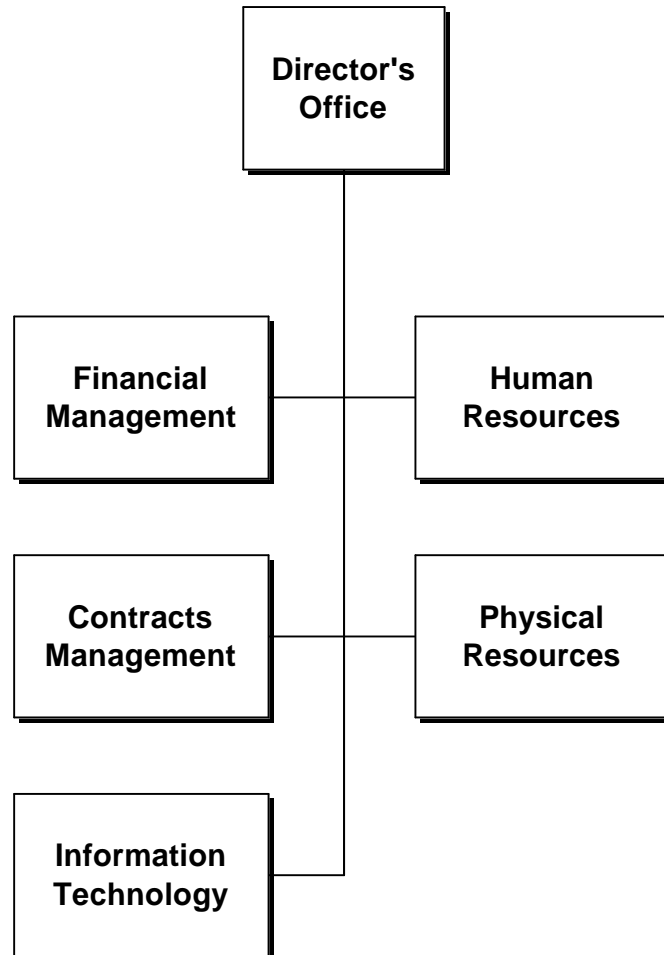 Director's
Office
Financial
Management
Human
Resources
Contracts
Management
Physical
Resources
Information
Technology